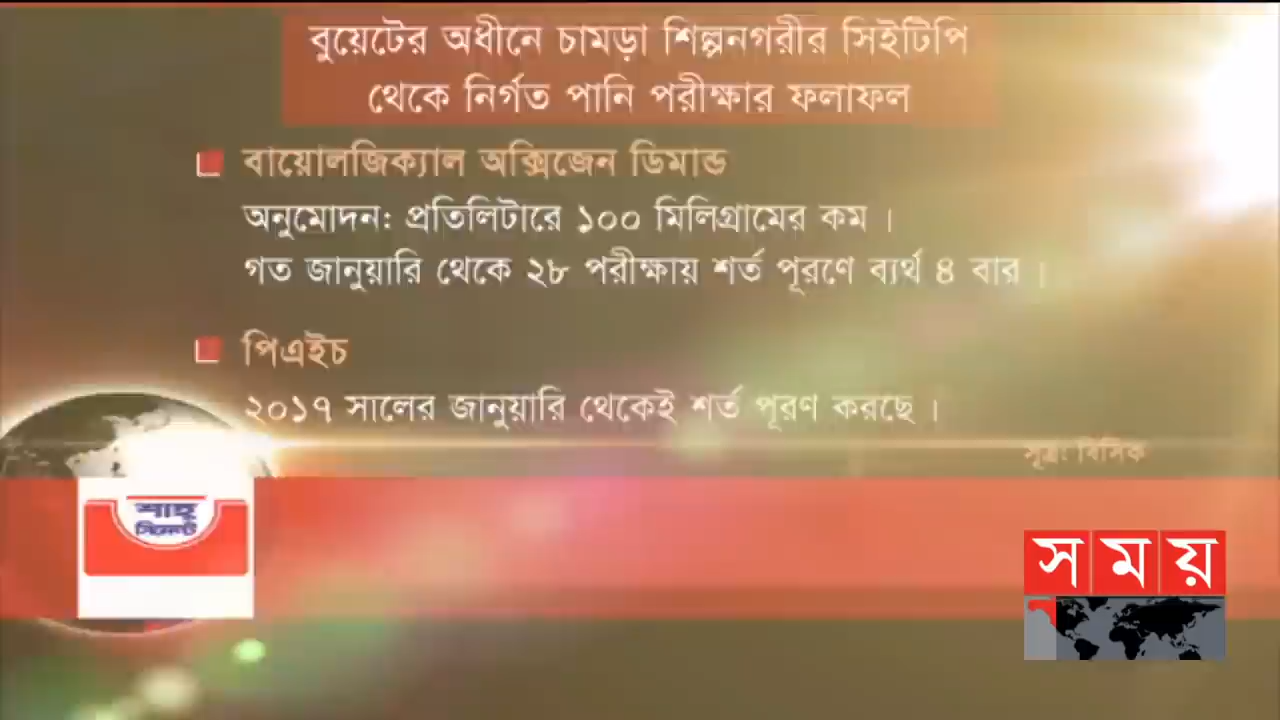 বুয়েটের অধীনে চামড়া শিল্পনগরীর সিইটিপি
থেকে নির্গত পানি পরীক্ষার ফলাফল
বায়োলজিক্যাল অক্সিজেন ডিমান্ড
অনুমোদন: প্রতিলিটারে ১০০ মিলিগ্রামের কম ।
গত জানুয়ারি থেকে ২৮ পরীক্ষায় শর্ত পূরণে ব্যর্থ ৪ বার ।
পিএইচ
২০১৭ সালের জানুয়ারি থেকেই শর্ত পূরণ করছে ।
সূত্র: বিসিক
শাহ্
সিমেন্ট
সময়